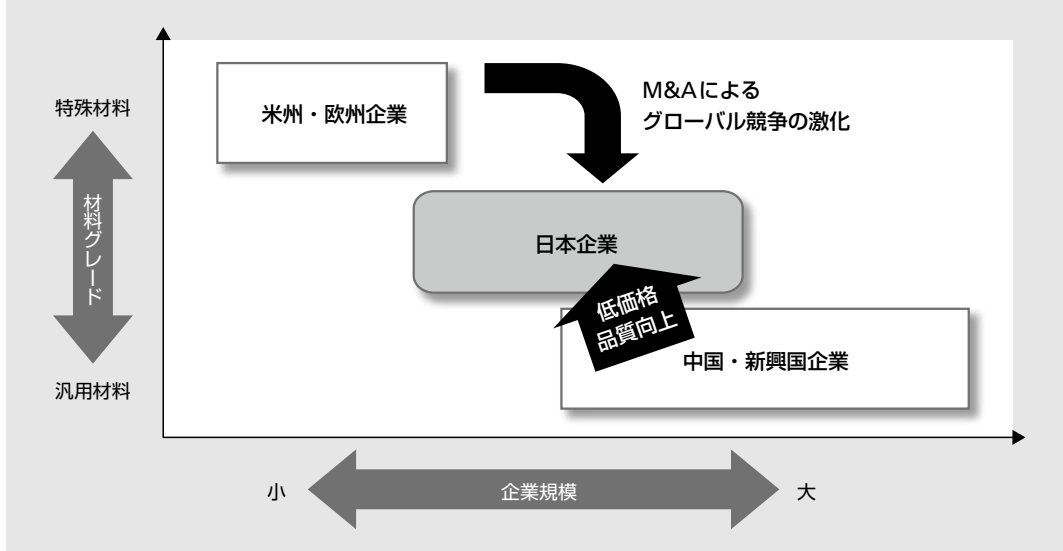 特殊材料
材料グレード
汎用材料
米州・欧州企業
M&Aによる
グローバル競争の激化
日本企業
低価格
品質向上
中国・新興国企業
小
企業規模
大